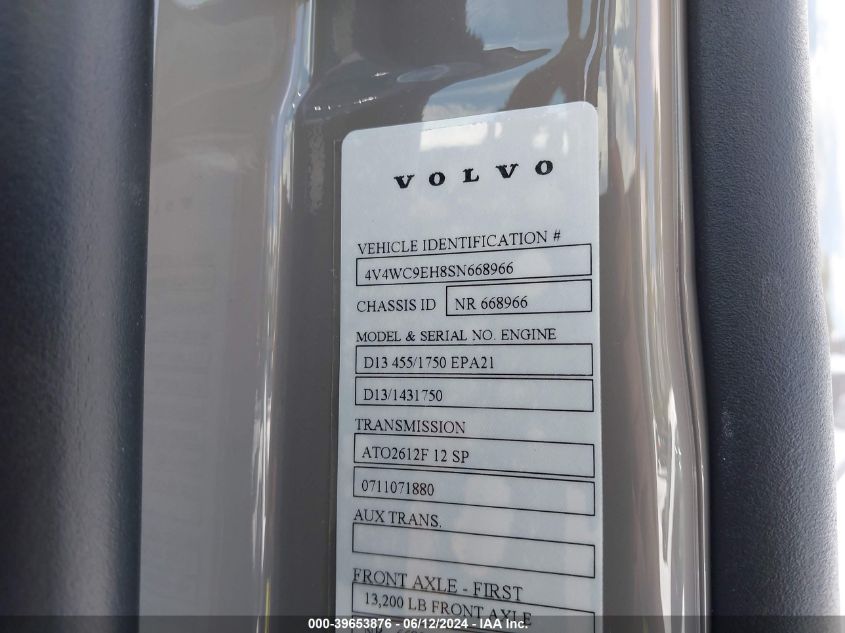 VOLVO
VEHICLE IDENTIFICATION #
4V4WC9EH8SN668966
CHASSIS ID NR 668966
MODEL & SERIAL NO. ENGINE
D13 455/1750 EPA21
D13/1431750
TRANSMISSION
ATO2612F 12 SP
0711071880
AUX TRANS.
FRONT AXLE - FIRST
13,200 LB FRONT AXLE
000-39653876 - 06/12/2024 - IAA Inc.